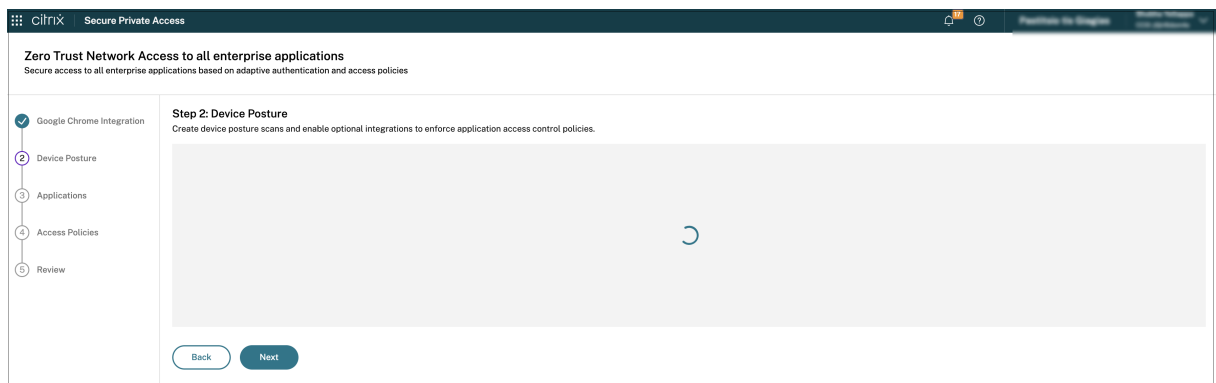 citrix Secure Private Access 17
Zero Trust Network Access to all enterprise applications
Secure access to all enterprise applications based on adaptive authentication and access policies
Google Chrome Integration
2 Device Posture
3 Applications
4 Access Policies
5 Review
Step 2: Device Posture
Create device posture scans and enable optional integrations to enforce application access control policies.
Back Next